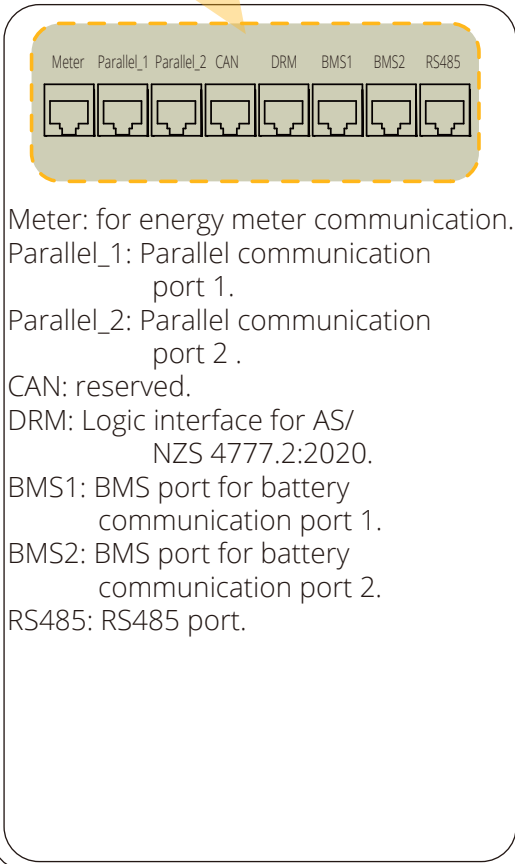 Meter Parallel_1 Parallel_2 CAN DRM BMS1 BMS2 RS485
Meter: for energy meter communication.
Parallel_1: Parallel communication
port 1.
Parallel_2: Parallel communication
port 2 .
CAN: reserved.
DRM: Logic interface for AS/
NZS 4777.2:2020.
BMS1: BMS port for battery
communication port 1.
BMS2: BMS port for battery
communication port 2.
RS485: RS485 port.